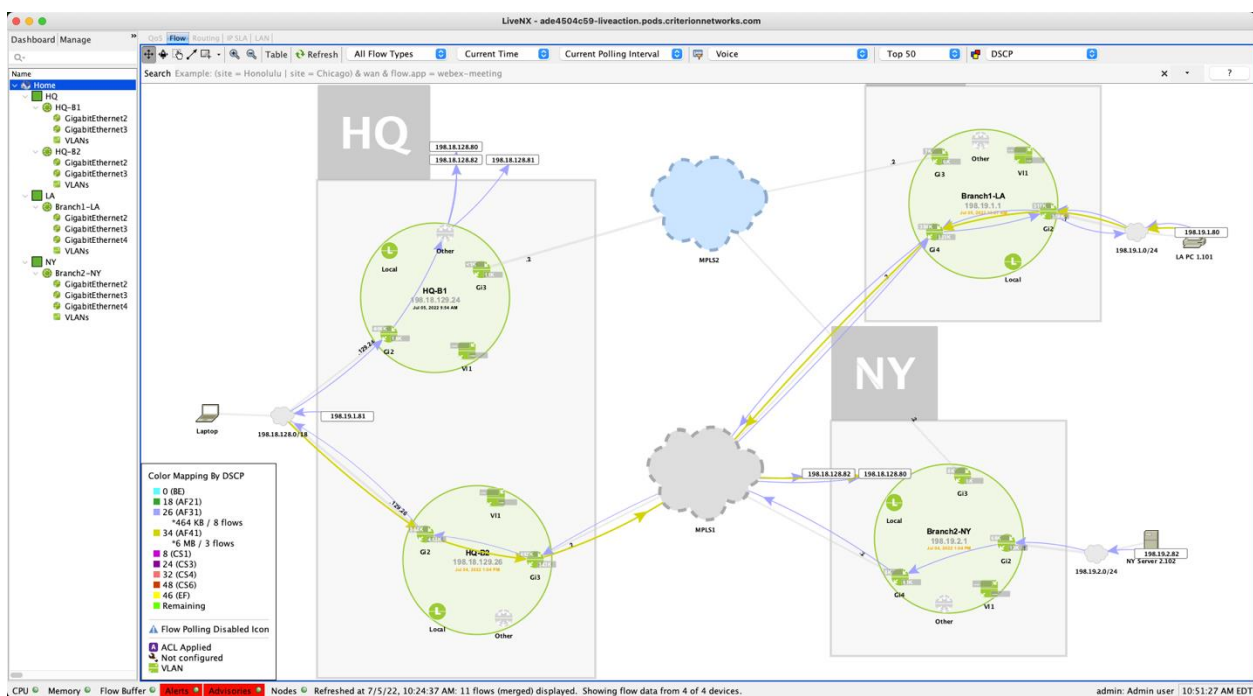 LiveNX - ade4504c59-liveaction.pods.criterionnetworks.com
Dashboard Manage »
QoS Flow Routing IP SLA LAN
Table Refresh All Flow Types Current Time Current Polling Interval Voice Top 50 DSCP
Search Example: (site = Honolulu | site = Chicago) & wan & flow.app = webex-meeting x ?
Name
Home
HQ
HQ-B1
GigabitEthernet2
GigabitEthernet3
VLANs
HQ-B2
GigabitEthernet2
GigabitEthernet3
VLANs
LA
Branch1-LA
GigabitEthernet2
GigabitEthernet3
GigabitEthernet4
VLANs
NY
Branch2-NY
GigabitEthernet2
GigabitEthernet3
GigabitEthernet4
VLANs
HQ
198.18.128.80
198.18.128.82 198.18.128.81
Other
Local
Gi3
.3
HQ-B1
198.18.129.24
Jul 05, 2022 9:54 AM
Gi2
.129.24
Vl1
Laptop
198.18.128.0/18
198.19.1.81
.129.26
Vl1
Gi2
HQ-B2
198.18.129.26
Gi3
Local
Other
MPLS2
MPLS1
198.18.128.82 198.18.128.80
Other
Gi3
Vl1
Branch1-LA
198.19.1.1
Gi2
Gi4
Local
198.19.1.0/24
198.19.1.80
LA PC 1.101
NY
Gi3
Local
Branch2-NY
198.19.2.1
Gi2
Gi4
Vl1
Other
198.19.2.0/24
198.19.2.82
NY Server 2.102
Color Mapping By DSCP
0 (BE)
18 (AF21)
26 (AF31)
*464 KB / 8 flows
34 (AF41)
*6 MB / 3 flows
8 (CS1)
24 (CS3)
32 (CS4)
48 (CS6)
46 (EF)
Remaining
Flow Polling Disabled Icon
A ACL Applied
Not configured
VLAN
CPU Memory Flow Buffer Alerts Advisories Nodes Refreshed at 7/5/22, 10:24:37 AM: 11 flows (merged) displayed. Showing flow data from 4 of 4 devices. admin: Admin user 10:51:27 AM EDT